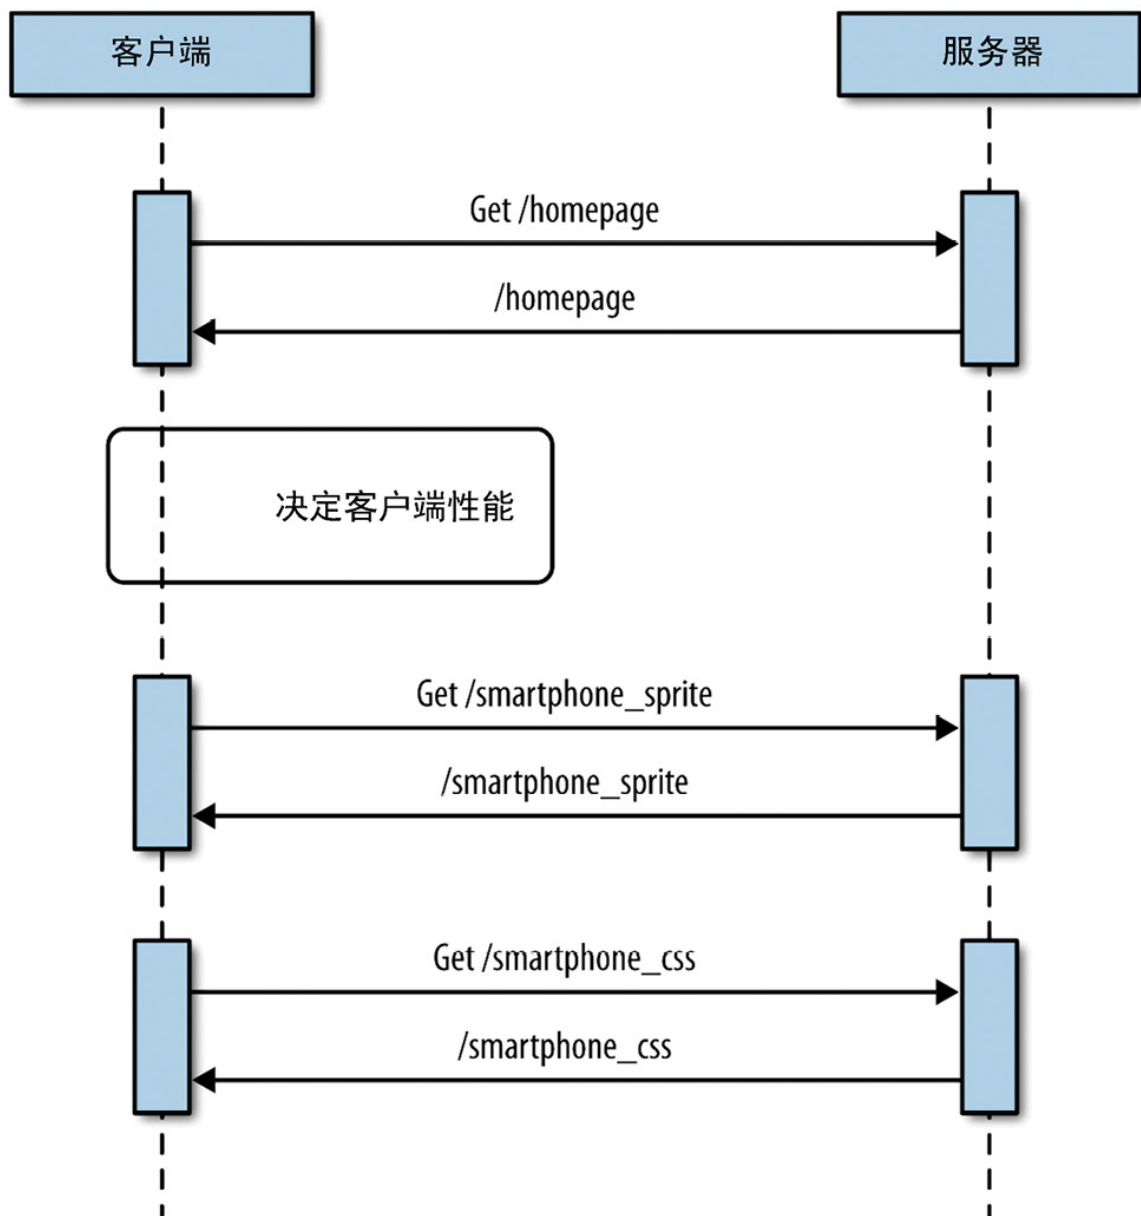 客户端
服务器
Get /homepage
/homepage
决定客户端性能
Get /smartphone_sprite
/smartphone_sprite
Get /smartphone_css
/smartphone_css